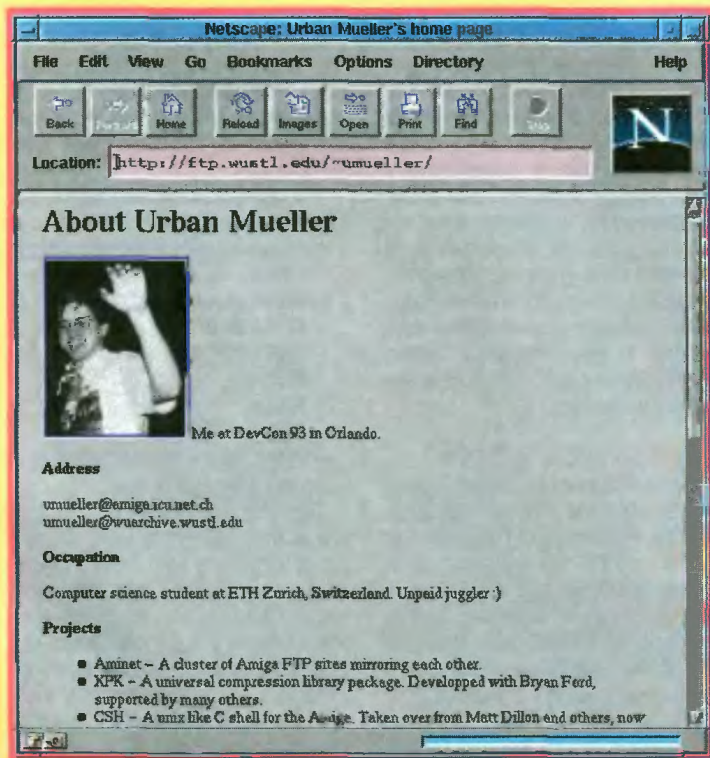 Netscape: Urban Mueller's home page
File Edit View Go Bookmarks Options Directory Help
Back Forward Home Reload Images Open Print Find Stop
N
Location: http://ftp.wustl.edu/~umueller/
About Urban Mueller
Me at DevCon 93 in Orlando.
Address
umueller@amiga.icu.net.ch
umueller@wuarchive.wustl.edu
Occupation
Computer science student at ETH Zurich, Switzerland. Unpaid juggler :)
Projects
● Aminet – A cluster of Amiga FTP sites mirroring each other.
● XPK – A universal compression library package. Developped with Bryan Ford,
supported by many others.
● CSH – A unix like C shell for the Amiga. Taken over from Matt Dillon and others, now